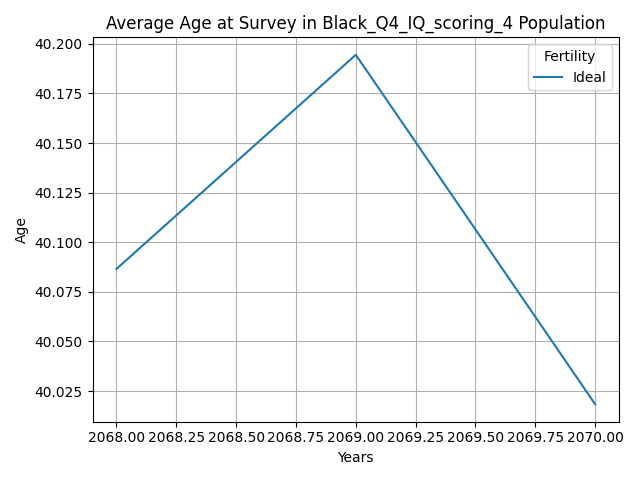 Average Age at Survey in Black_Q4_IQ_scoring_4 Population
40.200
40.175
40.150
40.125
40.100
40.075
40.050
40.025
Age
Fertility
Ideal
2068.00 2068.25 2068.50 2068.75 2069.00 2069.25 2069.50 2069.75 2070.00
Years